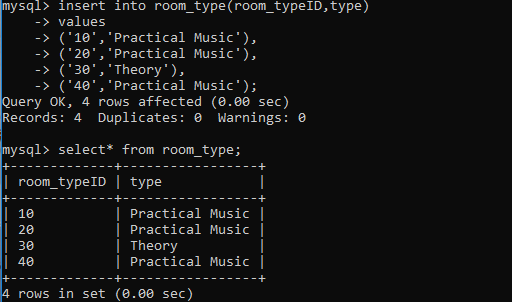 mysql> insert into room_type(room_typeID,type)
    -> values
    -> ('10','Practical Music'),
    -> ('20','Practical Music'),
    -> ('30','Theory'),
    -> ('40','Practical Music');
Query OK, 4 rows affected (0.00 sec)
Records: 4  Duplicates: 0  Warnings: 0

mysql> select* from room_type;
+-------------+-----------------+
| room_typeID | type            |
+-------------+-----------------+
| 10          | Practical Music |
| 20          | Practical Music |
| 30          | Theory          |
| 40          | Practical Music |
+-------------+-----------------+
4 rows in set (0.00 sec)